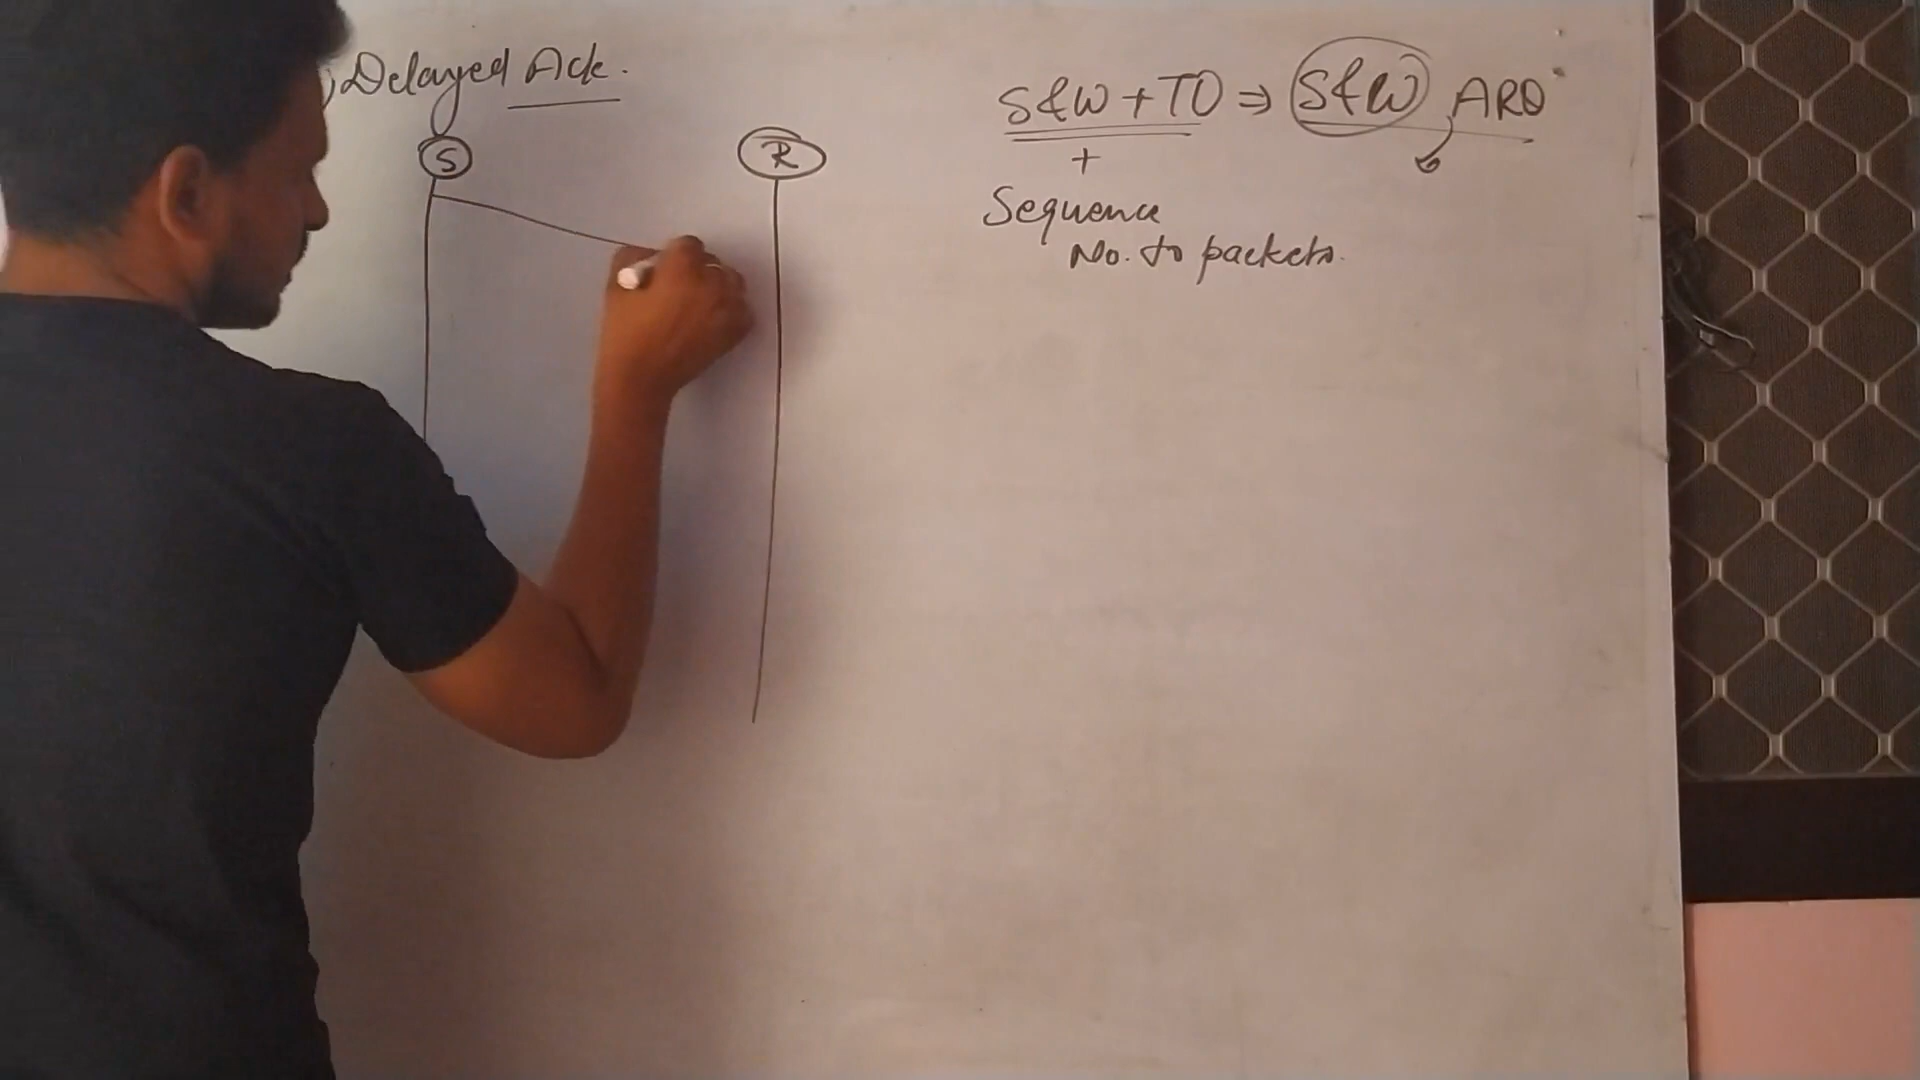 Delayed Ack.
S R
S&W + TO ⇒ S&W ARQ
+
Sequence
No. to packets.